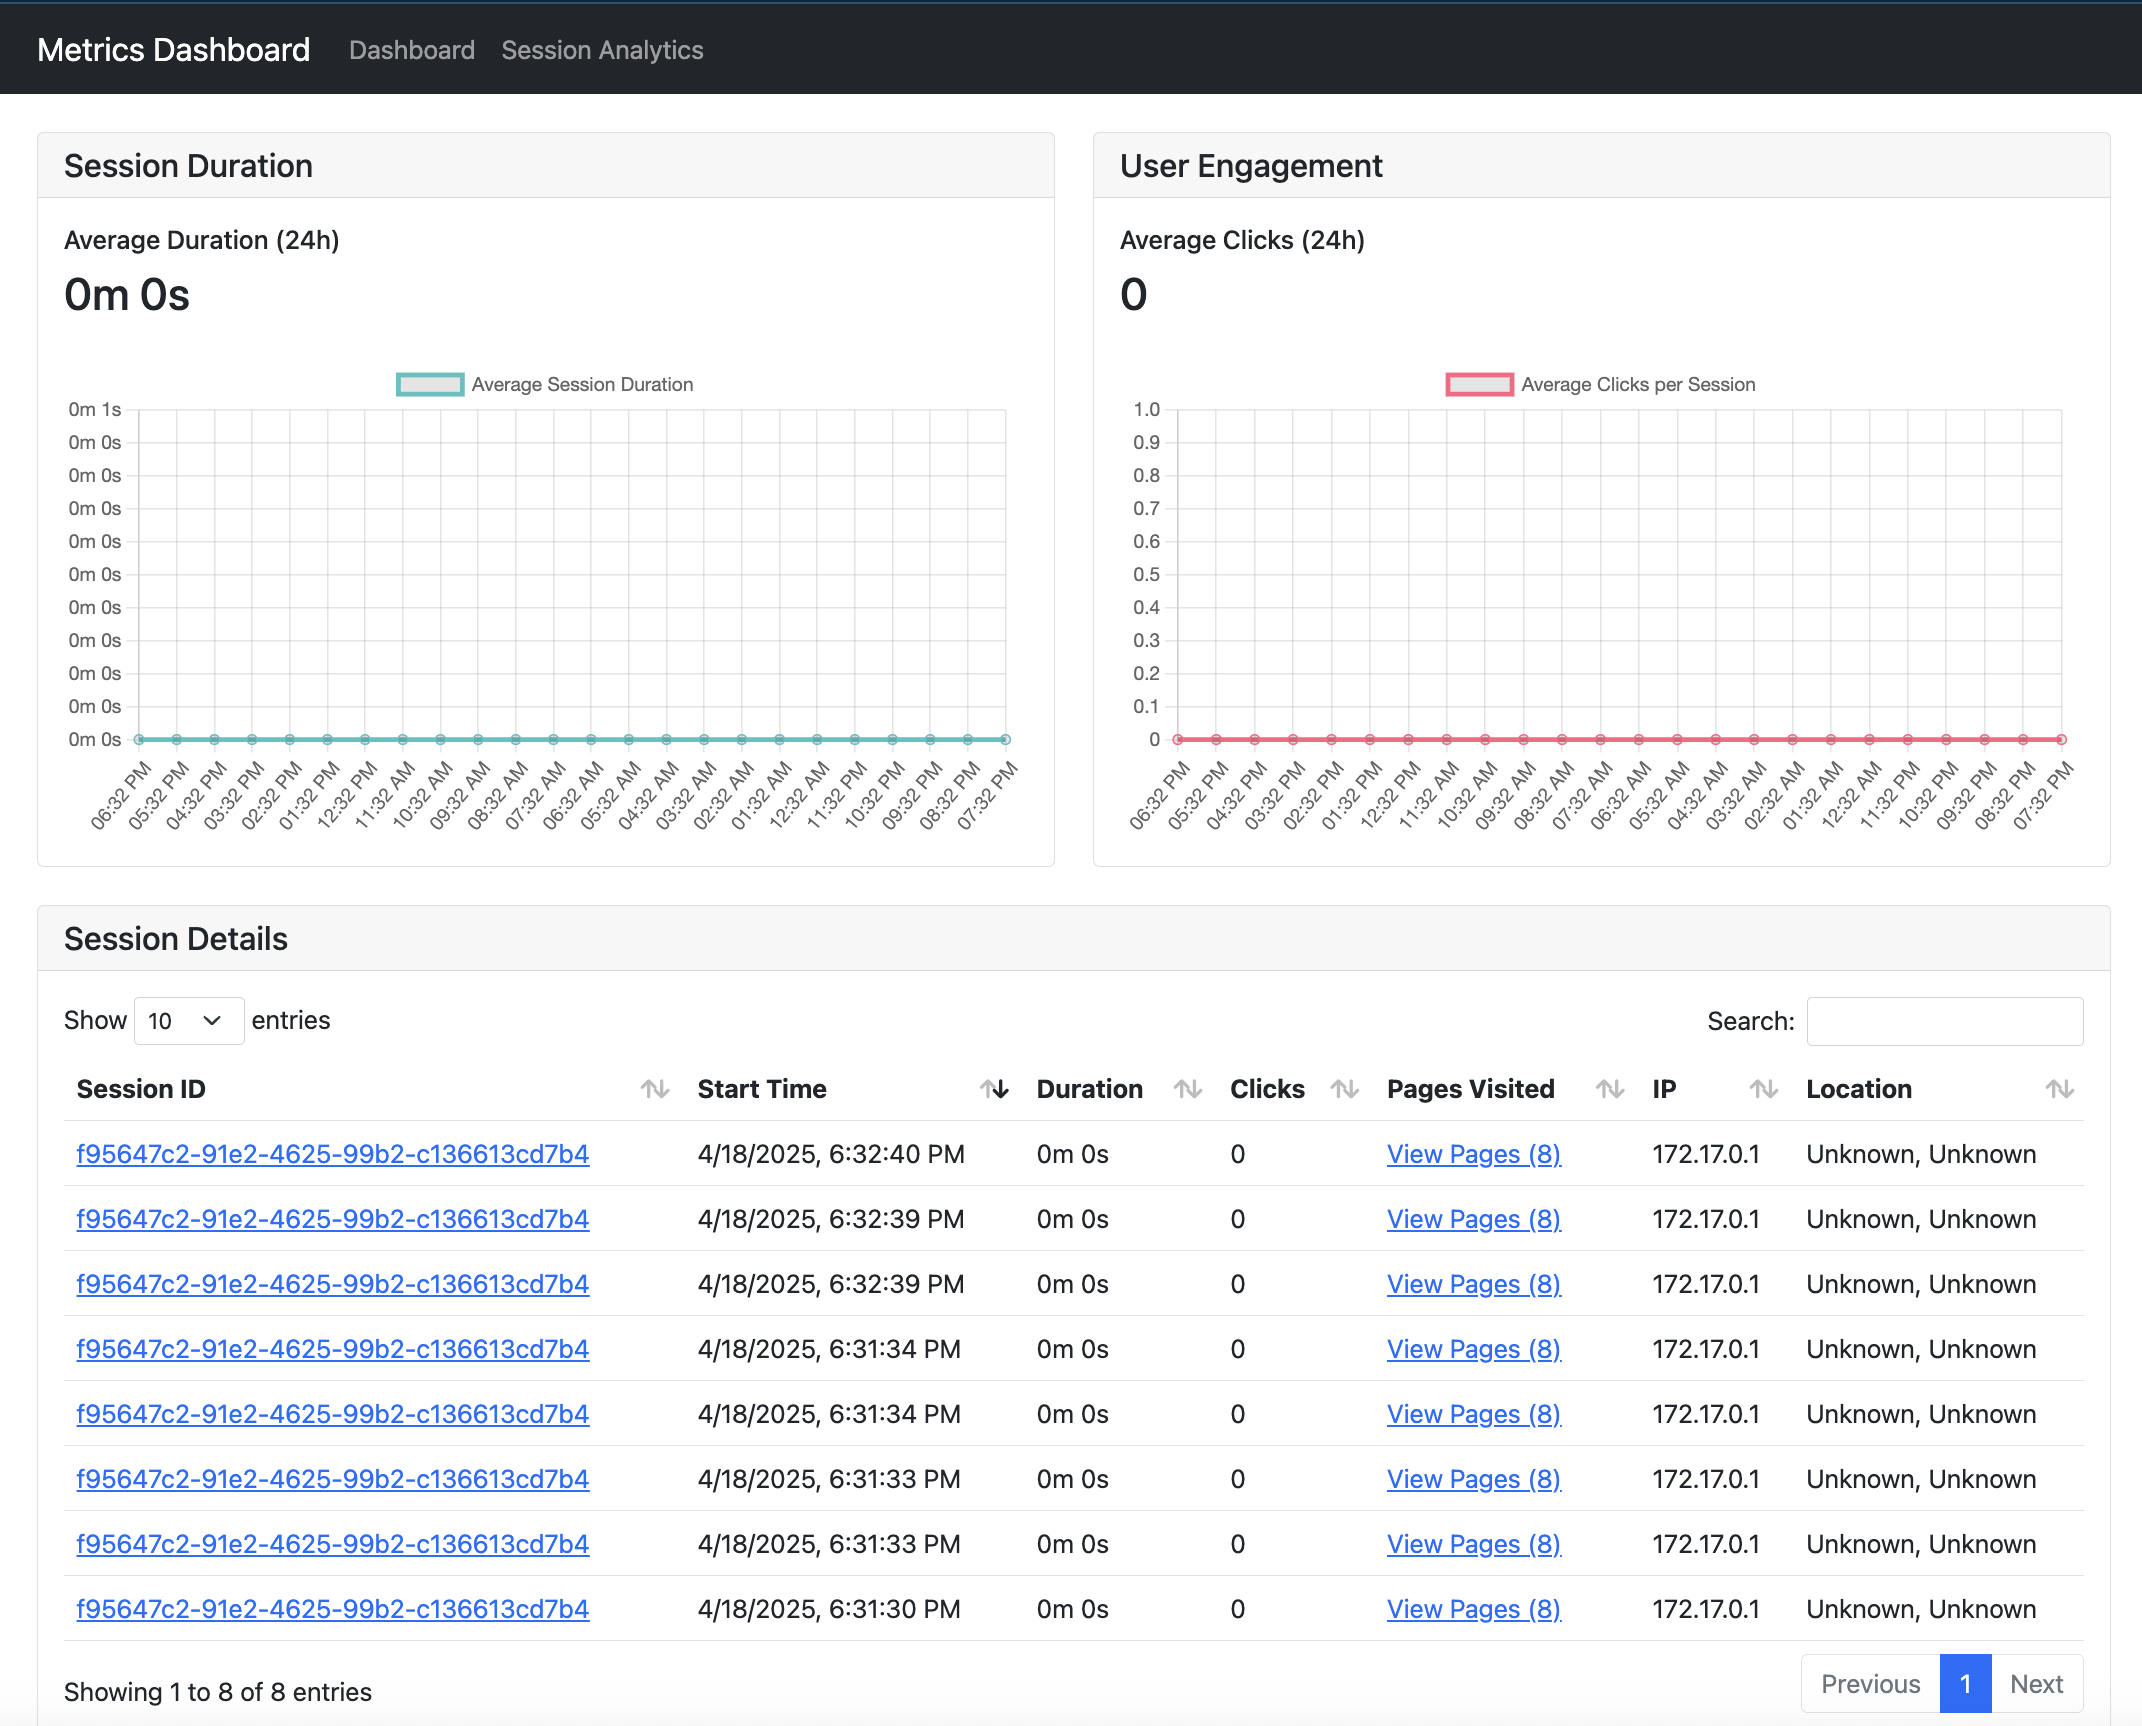 Metrics Dashboard Dashboard Session Analytics
Session Duration
Average Duration (24h)
0m 0s
Average Session Duration
0m 1s
0m 0s
0m 0s
0m 0s
0m 0s
0m 0s
0m 0s
0m 0s
0m 0s
0m 0s
0m 0s
06:32 PM 05:32 PM 04:32 PM 03:32 PM 02:32 PM 01:32 PM 12:32 PM 11:32 AM 10:32 AM 09:32 AM 08:32 AM 07:32 AM 06:32 AM 05:32 AM 04:32 AM 03:32 AM 02:32 AM 01:32 AM 12:32 AM 11:32 PM 10:32 PM 09:32 PM 08:32 PM 07:32 PM
User Engagement
Average Clicks (24h)
0
Average Clicks per Session
1.0
0.9
0.8
0.7
0.6
0.5
0.4
0.3
0.2
0.1
0
06:32 PM 05:32 PM 04:32 PM 03:32 PM 02:32 PM 01:32 PM 12:32 PM 11:32 AM 10:32 AM 09:32 AM 08:32 AM 07:32 AM 06:32 AM 05:32 AM 04:32 AM 03:32 AM 02:32 AM 01:32 AM 12:32 AM 11:32 PM 10:32 PM 09:32 PM 08:32 PM 07:32 PM
Session Details
Show 10 entries Search:
Session ID Start Time Duration Clicks Pages Visited IP Location
f95647c2-91e2-4625-99b2-c136613cd7b4 4/18/2025, 6:32:40 PM 0m 0s 0 View Pages (8) 172.17.0.1 Unknown, Unknown
f95647c2-91e2-4625-99b2-c136613cd7b4 4/18/2025, 6:32:39 PM 0m 0s 0 View Pages (8) 172.17.0.1 Unknown, Unknown
f95647c2-91e2-4625-99b2-c136613cd7b4 4/18/2025, 6:32:39 PM 0m 0s 0 View Pages (8) 172.17.0.1 Unknown, Unknown
f95647c2-91e2-4625-99b2-c136613cd7b4 4/18/2025, 6:31:34 PM 0m 0s 0 View Pages (8) 172.17.0.1 Unknown, Unknown
f95647c2-91e2-4625-99b2-c136613cd7b4 4/18/2025, 6:31:34 PM 0m 0s 0 View Pages (8) 172.17.0.1 Unknown, Unknown
f95647c2-91e2-4625-99b2-c136613cd7b4 4/18/2025, 6:31:33 PM 0m 0s 0 View Pages (8) 172.17.0.1 Unknown, Unknown
f95647c2-91e2-4625-99b2-c136613cd7b4 4/18/2025, 6:31:33 PM 0m 0s 0 View Pages (8) 172.17.0.1 Unknown, Unknown
f95647c2-91e2-4625-99b2-c136613cd7b4 4/18/2025, 6:31:30 PM 0m 0s 0 View Pages (8) 172.17.0.1 Unknown, Unknown
Showing 1 to 8 of 8 entries Previous 1 Next